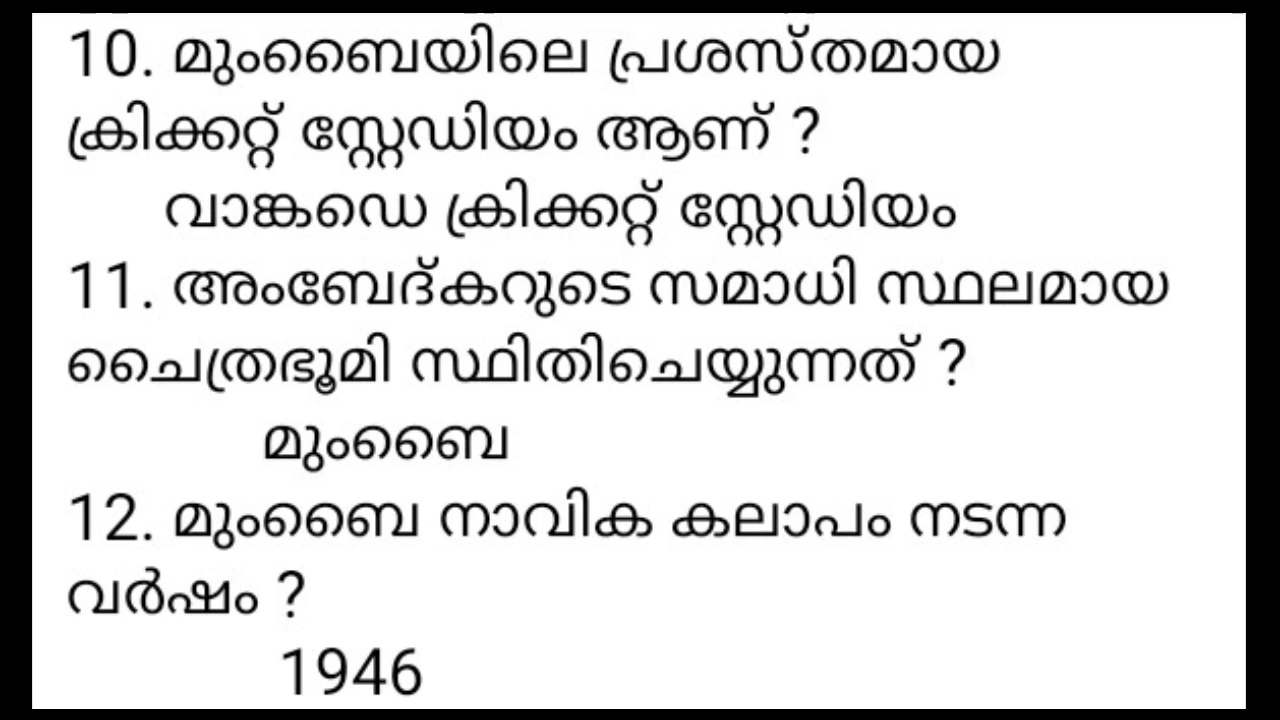 10. മുംബൈയിലെ പ്രശസ്തമായ
ക്രിക്കറ്റ് സ്റ്റേഡിയം ആണ് ?
വാങ്കഡെ ക്രിക്കറ്റ് സ്റ്റേഡിയം
11. അംബേദ്കറുടെ സമാധി സ്ഥലമായ
ചൈത്രഭൂമി സ്ഥിതിചെയ്യുന്നത് ?
മുംബൈ
12. മുംബൈ നാവിക കലാപം നടന്ന
വർഷം ?
1946